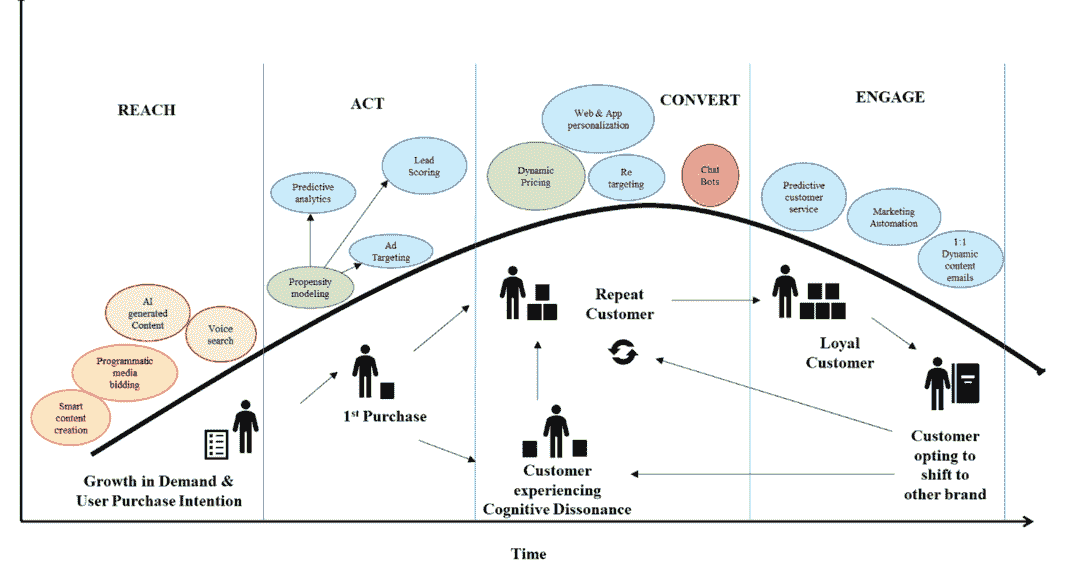 REACH
ACT
CONVERT
ENGAGE
Smart
content
creation
Programmatic
media
bidding
AI
generated
Content
Voice
search
Propensity
modeling
Predictive
analytics
Lead
Scoring
Ad
Targeting
Dynamic
Pricing
Web & App
personalization
Re
targeting
Chat
Bots
Predictive
customer
service
Marketing
Automation
1:1
Dynamic
content
emails
Growth in Demand &
User Purchase Intention
1st Purchase
Repeat
Customer
Customer
experiencing
Cognitive Dissonance
Loyal
Customer
Customer
opting to
shift to
other brand
Time